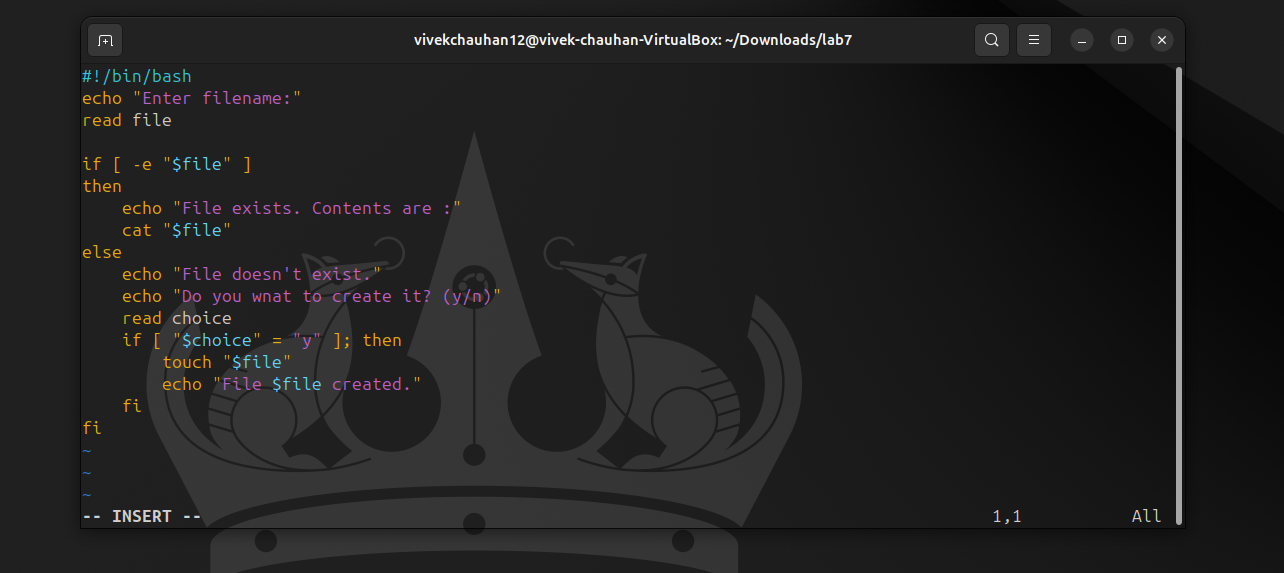 vivekchauhan12@vivek-chauhan-VirtualBox: ~/Downloads/lab7
#!/bin/bash
echo "Enter filename:"
read file

if [ -e "$file" ]
then
    echo "File exists. Contents are :"
    cat "$file"
else
    echo "File doesn't exist."
    echo "Do you wnat to create it? (y/n)"
    read choice
    if [ "$choice" = "y" ]; then
        touch "$file"
        echo "File $file created."
    fi
fi
~
~
~
-- INSERT -- 1,1 All